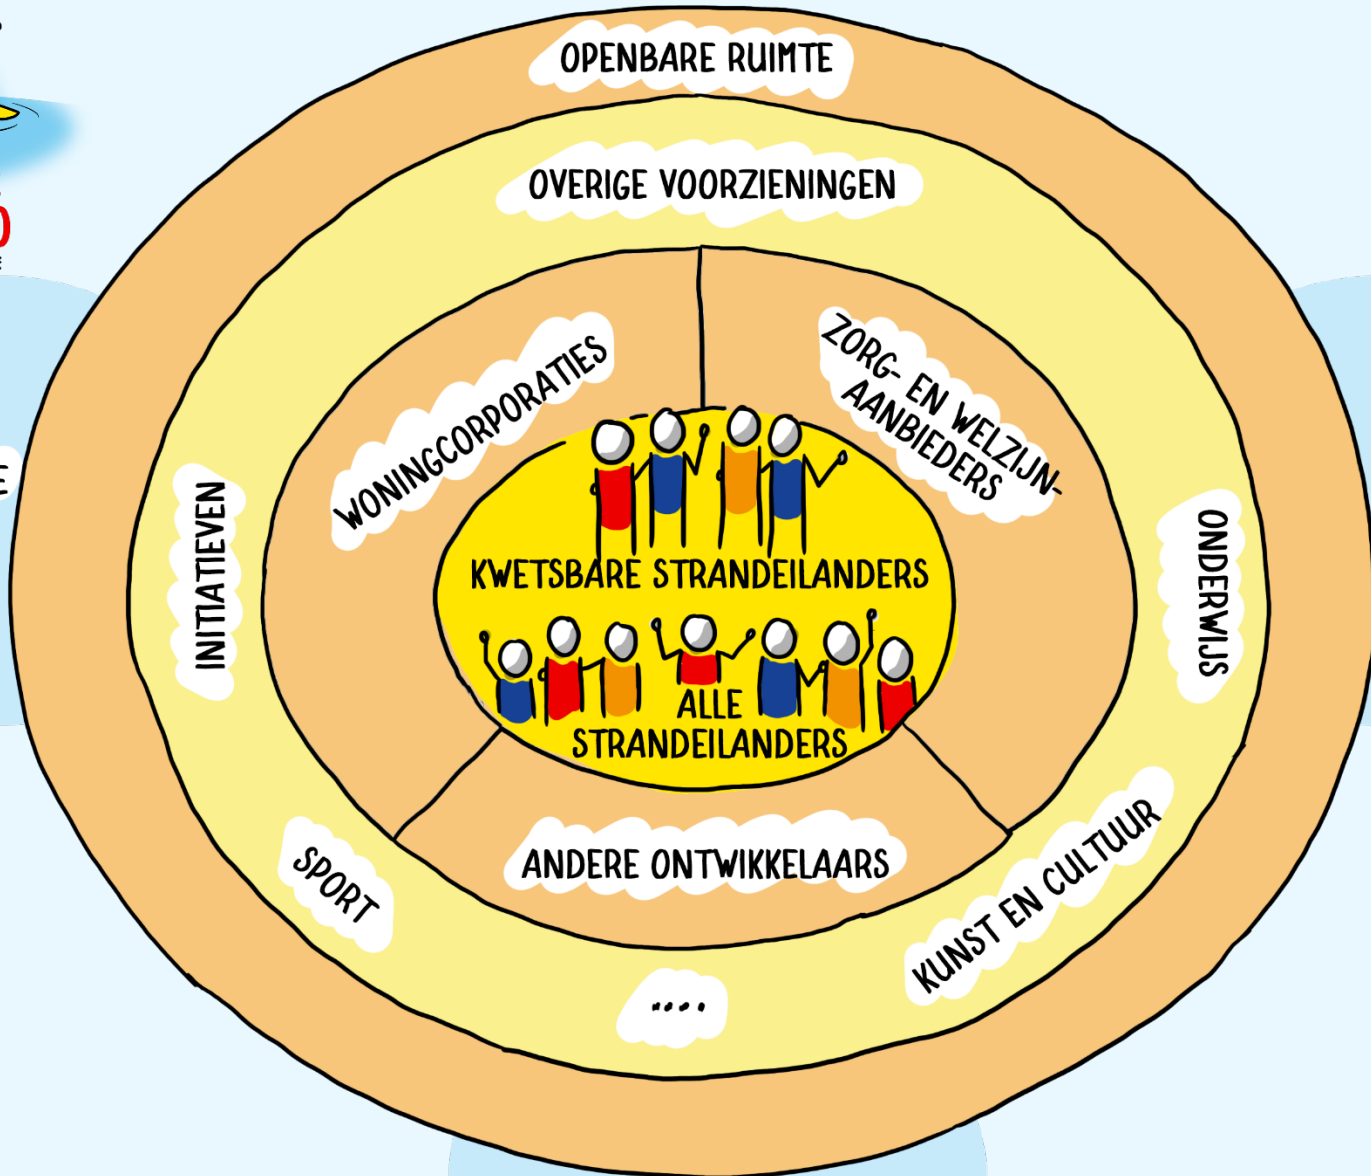 OPENBARE RUIMTE
OVERIGE VOORZIENINGEN
WONINGCORPORATIES
ZORG- EN WELZIJN-
AANBIEDERS
INITIATIEVEN
ONDERWIJS
KWETSBARE STRANDEILANDERS
ALLE
STRANDEILANDERS
ANDERE ONTWIKKELAARS
SPORT
KUNST EN CULTUUR
....